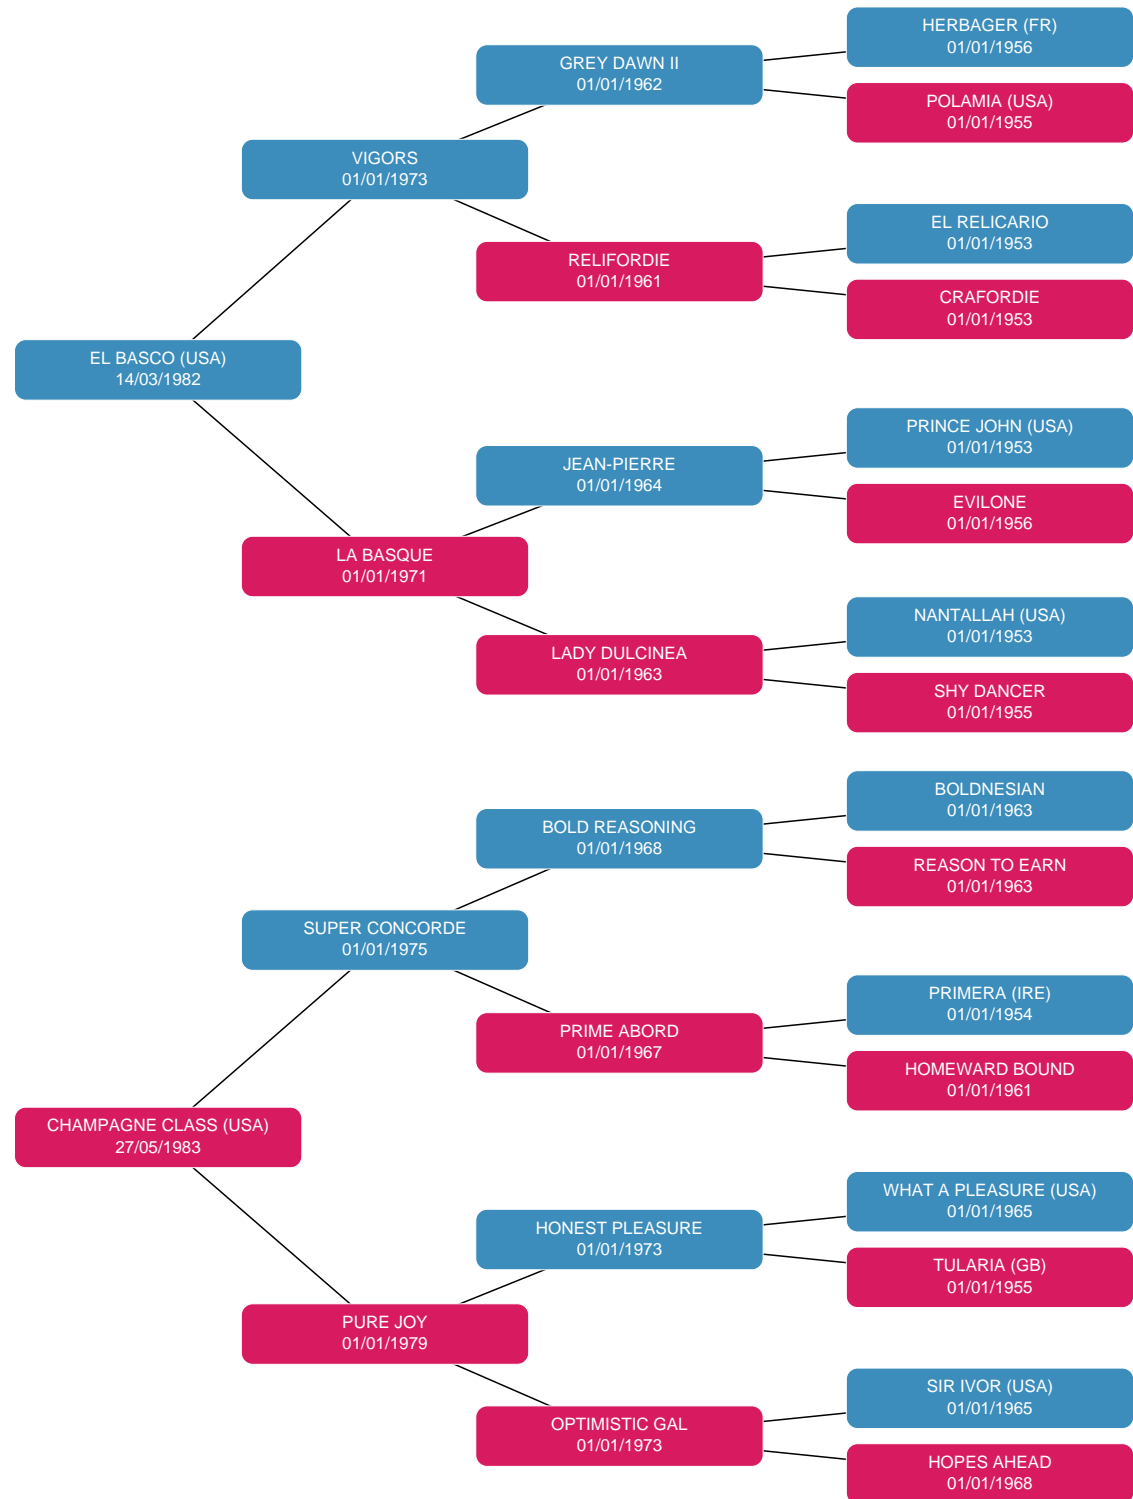 HERBAGER (FR)
01/01/1956
GREY DAWN II
01/01/1962
POLAMIA (USA)
01/01/1955
VIGORS
01/01/1973
EL RELICARIO
01/01/1953
RELIFORDIE
01/01/1961
CRAFORDIE
01/01/1953
EL BASCO (USA)
14/03/1982
PRINCE JOHN (USA)
01/01/1953
JEAN-PIERRE
01/01/1964
EVILONE
01/01/1956
LA BASQUE
01/01/1971
NANTALLAH (USA)
01/01/1953
LADY DULCINEA
01/01/1963
SHY DANCER
01/01/1955
BOLDNESIAN
01/01/1963
BOLD REASONING
01/01/1968
REASON TO EARN
01/01/1963
SUPER CONCORDE
01/01/1975
PRIMERA (IRE)
01/01/1954
PRIME ABORD
01/01/1967
HOMEWARD BOUND
01/01/1961
CHAMPAGNE CLASS (USA)
27/05/1983
WHAT A PLEASURE (USA)
01/01/1965
HONEST PLEASURE
01/01/1973
TULARIA (GB)
01/01/1955
PURE JOY
01/01/1979
SIR IVOR (USA)
01/01/1965
OPTIMISTIC GAL
01/01/1973
HOPES AHEAD
01/01/1968